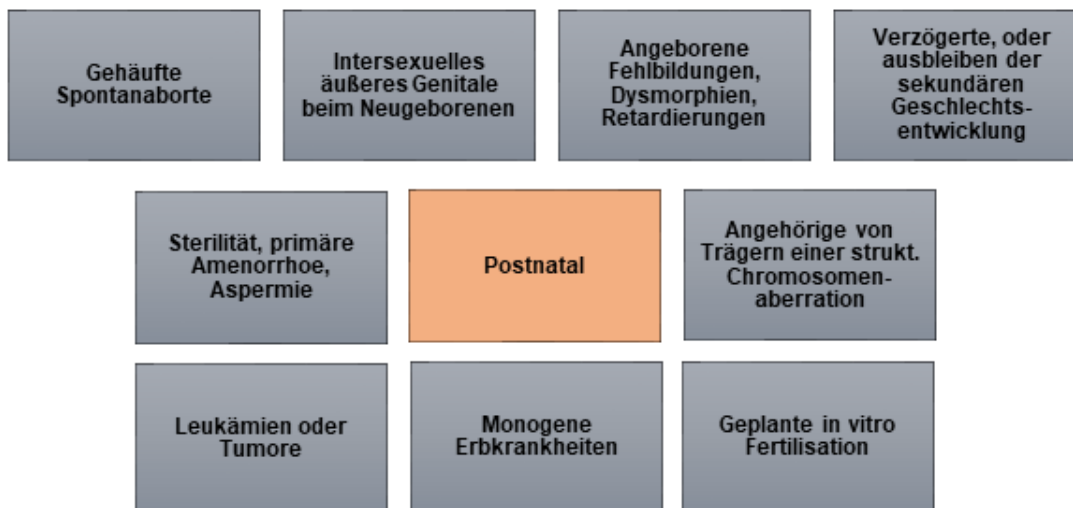 Gehäufte
Spontanaborte
Intersexuelles
äußeres Genitale
beim Neugeborenen
Angeborene
Fehlbildungen,
Dysmorphien,
Retardierungen
Verzögerte, oder
ausbleiben der
sekundären
Geschlechts-
entwicklung
Sterilität, primäre
Amenorrhoe,
Aspermie
Postnatal
Angehörige von
Trägern einer strukt.
Chromosomen-
aberration
Leukämien oder
Tumore
Monogene
Erbkrankheiten
Geplante in vitro
Fertilisation